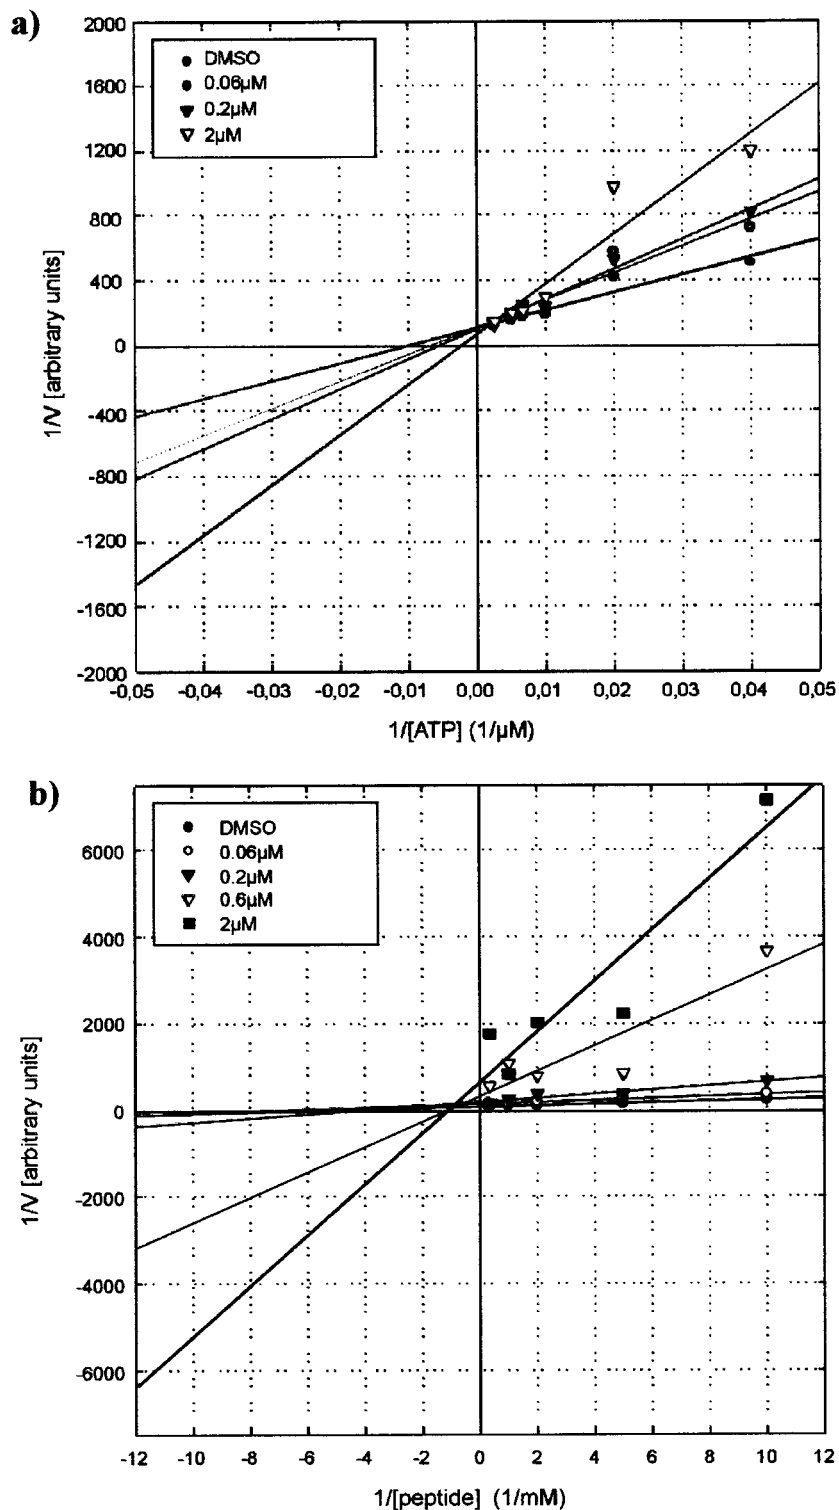 a)
2000
1600
1200
800
400
0
-400
-800
-1200
-1600
-2000
1/V [arbitrary units]
DMSO
0.06µM
0.2µM
2µM
-0,05 -0,04 -0,03 -0,02 -0,01 0,00 0,01 0,02 0,03 0,04 0,05
1/[ATP] (1/µM)
b)
6000
4000
2000
0
-2000
-4000
-6000
1/V [arbitrary units]
DMSO
0.06µM
0.2µM
0.6µM
2µM
-12 -10 -8 -6 -4 -2 0 2 4 6 8 10 12
1/[peptide] (1/mM)